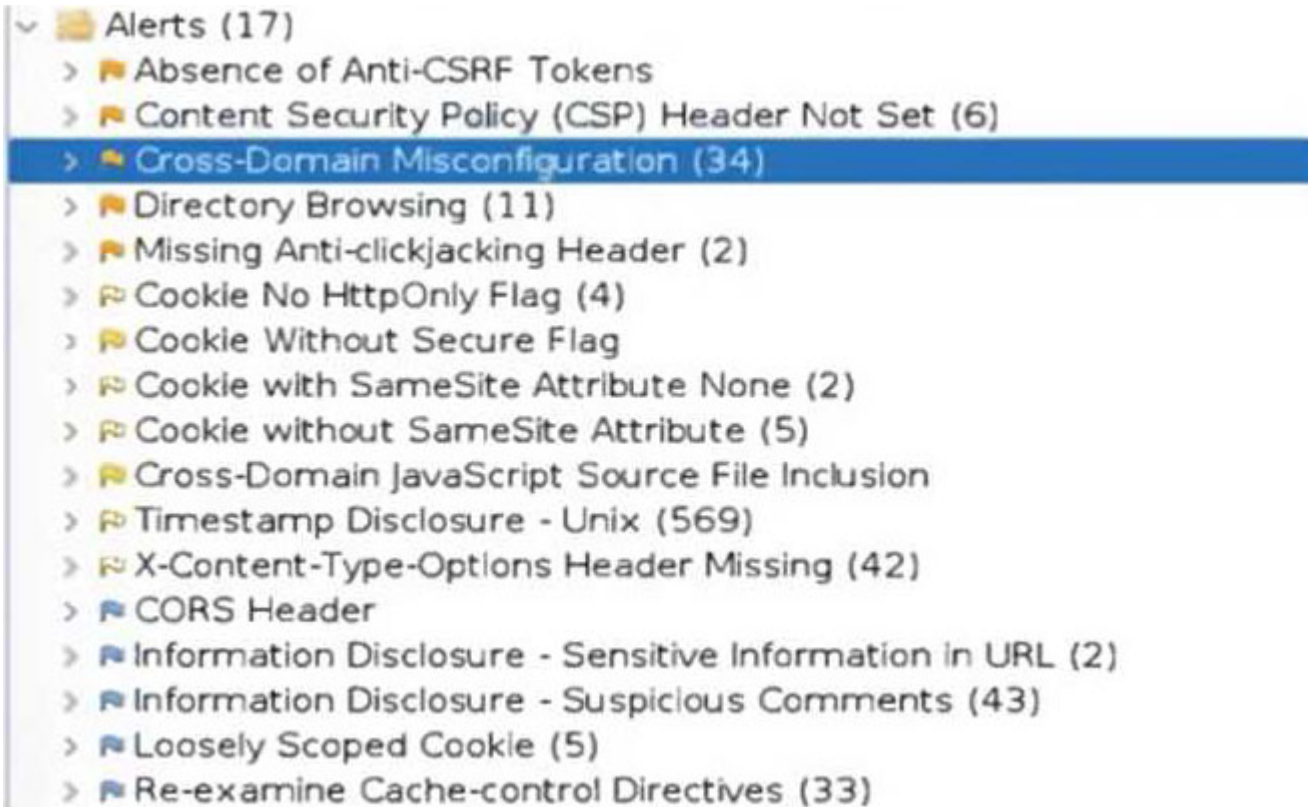 Alerts (17)
Absence of Anti-CSRF Tokens
Content Security Policy (CSP) Header Not Set (6)
Cross-Domain Misconfiguration (34)
Directory Browsing (11)
Missing Anti-clickjacking Header (2)
Cookie No HttpOnly Flag (4)
Cookie Without Secure Flag
Cookie with SameSite Attribute None (2)
Cookie without SameSite Attribute (5)
Cross-Domain JavaScript Source File Inclusion
Timestamp Disclosure - Unix (569)
X-Content-Type-Options Header Missing (42)
CORS Header
Information Disclosure - Sensitive Information in URL (2)
Information Disclosure - Suspicious Comments (43)
Loosely Scoped Cookie (5)
Re-examine Cache-control Directives (33)